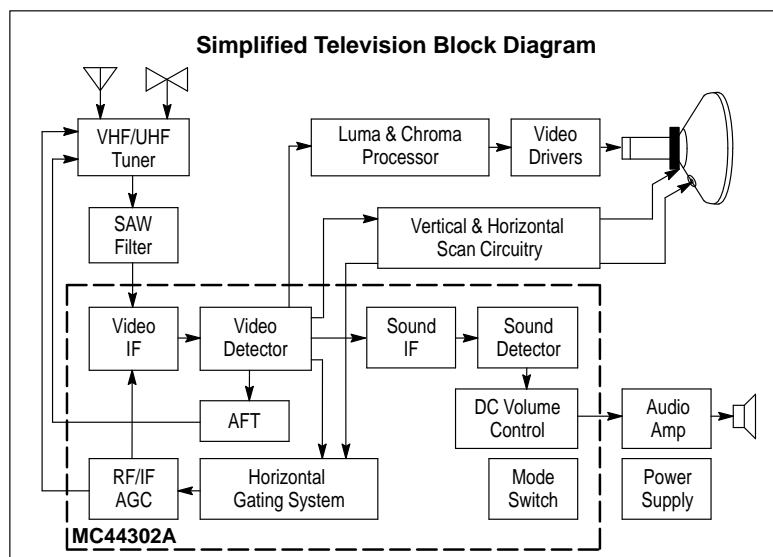 Simplified Television Block Diagram
VHF/UHF
Tuner
Luma & Chroma
Processor
Video
Drivers
SAW
Filter
Vertical & Horizontal
Scan Circuitry
Video
IF
Video
Detector
Sound
IF
Sound
Detector
AFT
DC Volume
Control
Audio
Amp
RF/IF
AGC
Horizontal
Gating System
Mode
Switch
Power
Supply
MC44302A